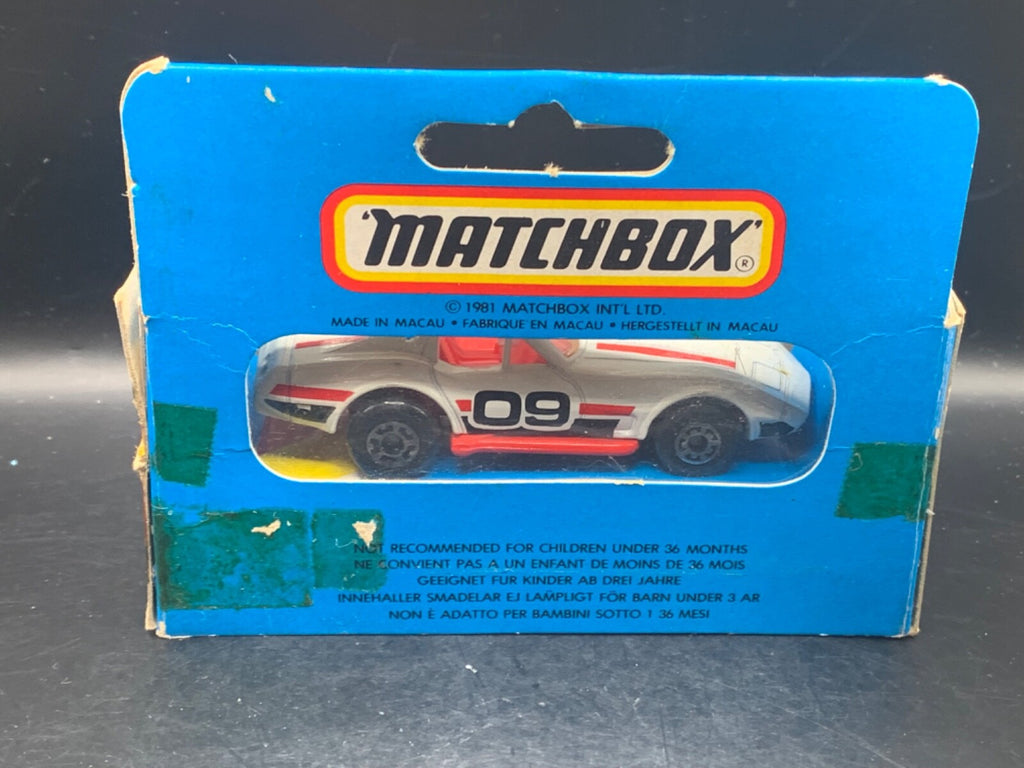 'MATCHBOX'®
© 1981 MATCHBOX INT'L LTD.
MADE IN MACAU • FABRIQUE EN MACAU • HERGESTELLT IN MACAU
09
NOT RECOMMENDED FOR CHILDREN UNDER 36 MONTHS
NE CONVIENT PAS A UN ENFANT DE MOINS DE 36 MOIS
GEEIGNET FUR KINDER AB DREI JAHRE
INNEHALLER SMADELAR EJ LAMPLIGT FÖR BARN UNDER 3 AR
NON È ADATTO PER BAMBINI SOTTO 1 36 MESI